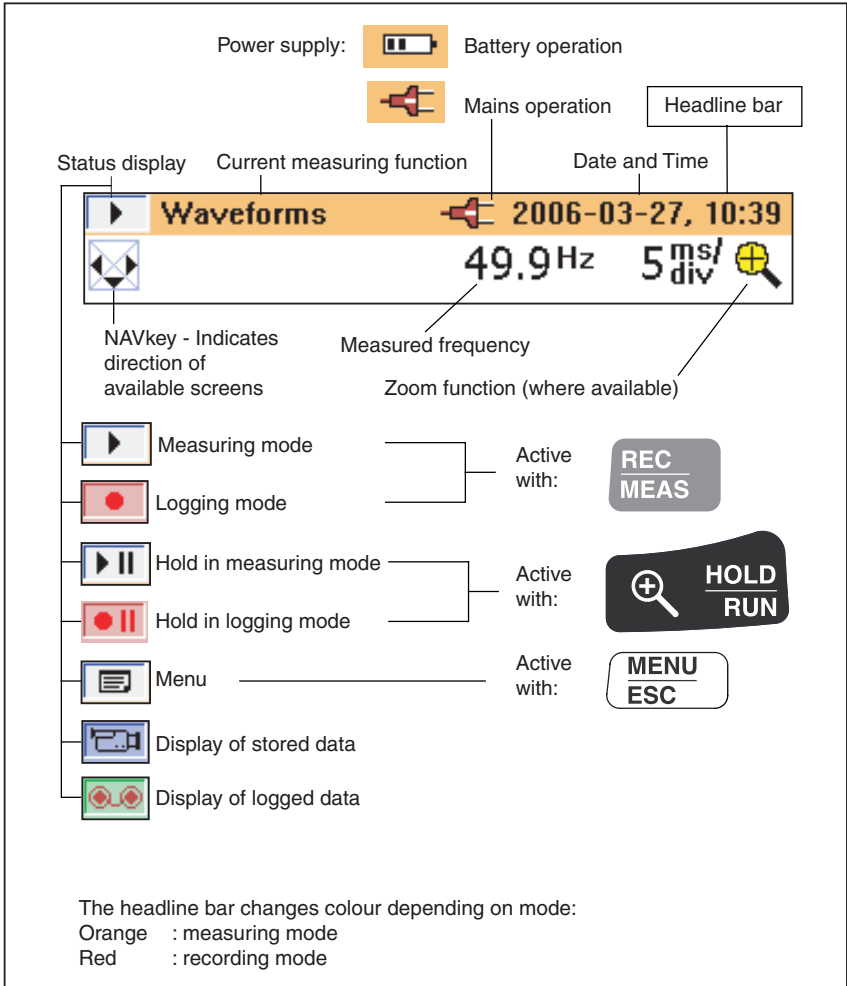 Power supply: Battery operation
Mains operation
Headline bar
Status display Current measuring function Date and Time
Waveforms 2006-03-27, 10:39
49.9 Hz 5 ms/div
NAVkey - Indicates
direction of
available screens
Measured frequency
Zoom function (where available)
Measuring mode
Logging mode
Active
with:
REC
MEAS
Hold in measuring mode
Hold in logging mode
Active
with:
HOLD
RUN
Menu
Active
with:
MENU
ESC
Display of stored data
Display of logged data
The headline bar changes colour depending on mode:
Orange : measuring mode
Red : recording mode